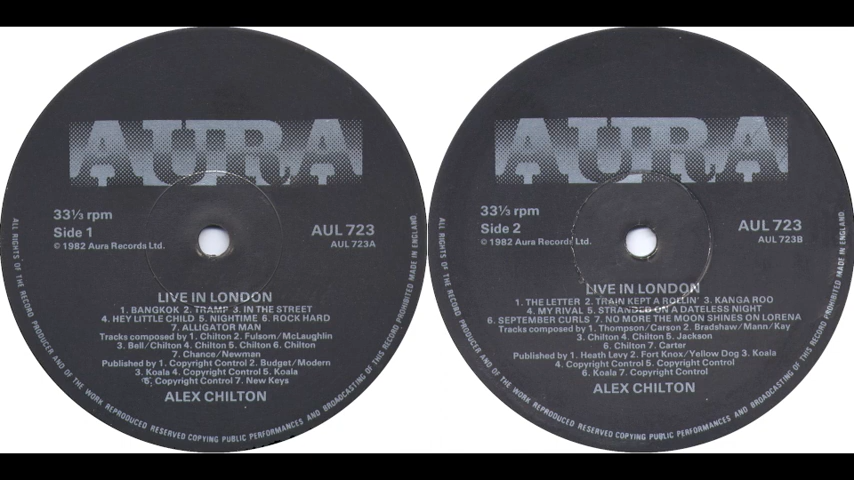 AURA
33⅓ rpm
Side 1
© 1982 Aura Records Ltd.
AUL 723
AUL 723A
LIVE IN LONDON
1. BANGKOK 2. TRAMP 3. IN THE STREET
4. HEY LITTLE CHILD 5. NIGHTIME 6. ROCK HARD
7. ALLIGATOR MAN
Tracks composed by 1. Chilton 2. Fulsom/McLaughlin
3. Bell/Chilton 4. Chilton 5. Chilton 6. Chilton
7. Chance/Newman
Published by 1. Copyright Control 2. Budget/Modern
3. Koala 4. Copyright Control 5. Koala
6. Copyright Control 7. New Keys
ALEX CHILTON
ALL RIGHTS OF THE RECORD PRODUCER AND OF THE WORK REPRODUCED RESERVED COPYING PUBLIC PERFORMANCES AND BROADCASTING OF THIS RECORD PROHIBITED MADE IN ENGLAND
AURA
33⅓ rpm
Side 2
© 1982 Aura Records Ltd.
AUL 723
AUL 723B
LIVE IN LONDON
1. THE LETTER 2. TRAIN KEPT A ROLLIN' 3. KANGA ROO
4. MY RIVAL 5. STRANDED ON A DATELESS NIGHT
6. SEPTEMBER CURLS 7. NO MORE THE MOON SHINES ON LORENA
Tracks composed by 1. Thompson/Carson 2. Bradshaw/Mann/Kay
3. Chilton 4. Chilton 5. Jackson
6. Chilton 7. Carter
Published by 1. Heath Levy 2. Fort Knox/Yellow Dog 3. Koala
4. Copyright Control 5. Copyright Control
6. Koala 7. Copyright Control
ALEX CHILTON
ALL RIGHTS OF THE RECORD PRODUCER AND OF THE WORK REPRODUCED RESERVED COPYING PUBLIC PERFORMANCES AND BROADCASTING OF THIS RECORD PROHIBITED MADE IN ENGLAND